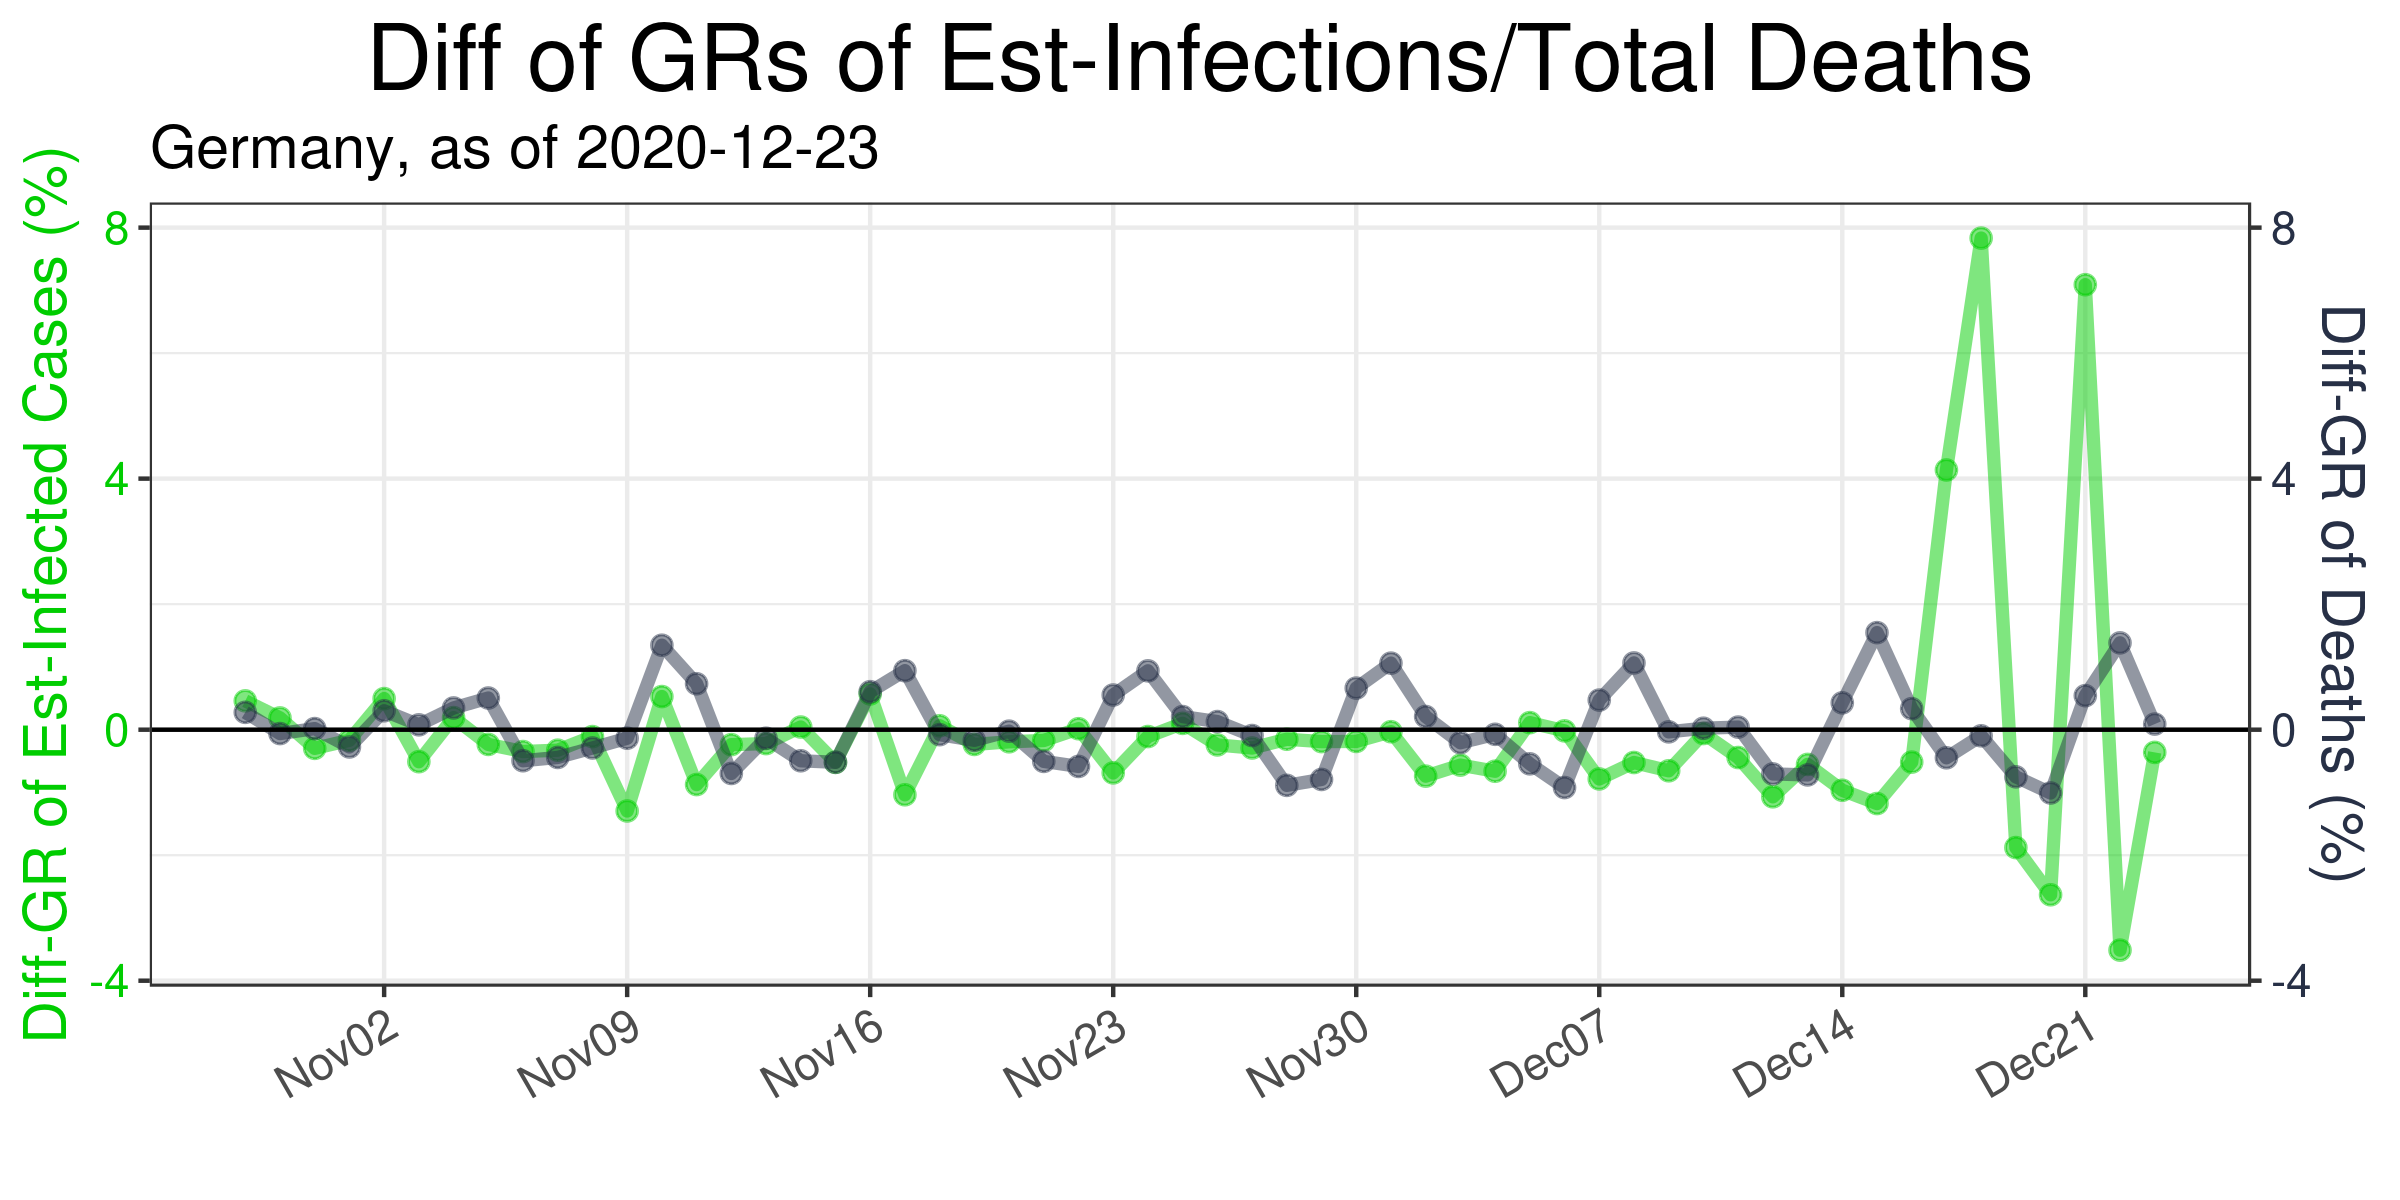 Diff of GRs of Est-Infections/Total Deaths
Germany, as of 2020-12-23
Diff-GR of Est-Infected Cases (%)
8
4
0
-4
8
4
0
-4
Diff-GR of Deaths (%)
Nov02
Nov09
Nov16
Nov23
Nov30
Dec07
Dec14
Dec21